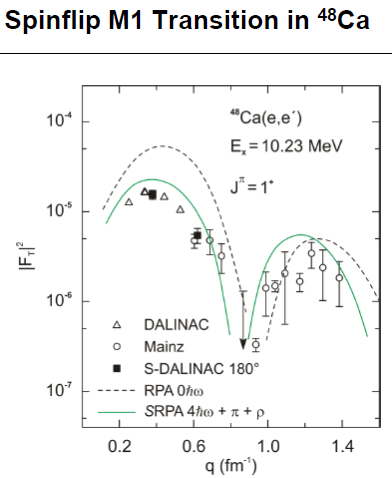 Spinflip M1 Transition in ⁴⁸Ca
⁴⁸Ca(e,e´)
Eₓ = 10.23 MeV
J^π = 1⁺
10⁻⁴
10⁻⁵
10⁻⁶
10⁻⁷
|F_T|²
DALINAC
Mainz
S-DALINAC 180°
RPA 0ħω
SRPA 4ħω + π + ρ
0.2 0.6 1.0 1.4
q (fm⁻¹)